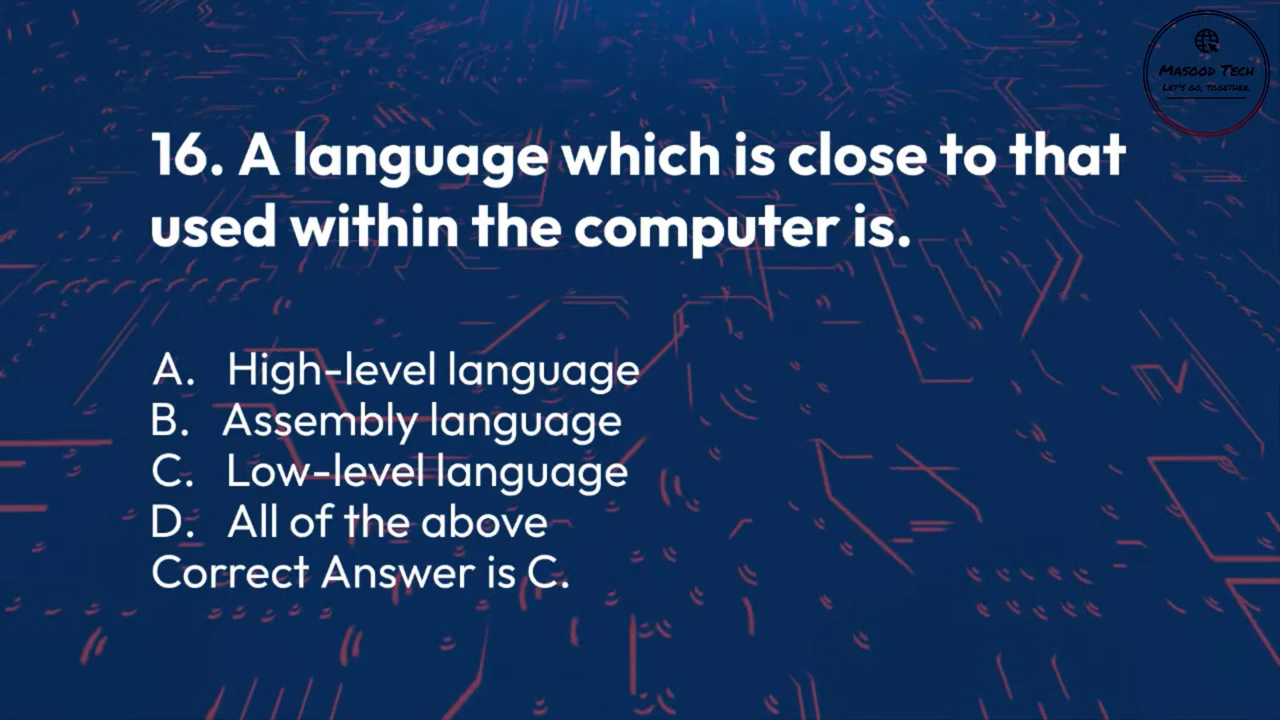 MASOOD TECH
LET'S GO, TOGETHER
16. A language which is close to that
used within the computer is.
A. High-level language
B. Assembly language
C. Low-level language
D. All of the above
Correct Answer is C.